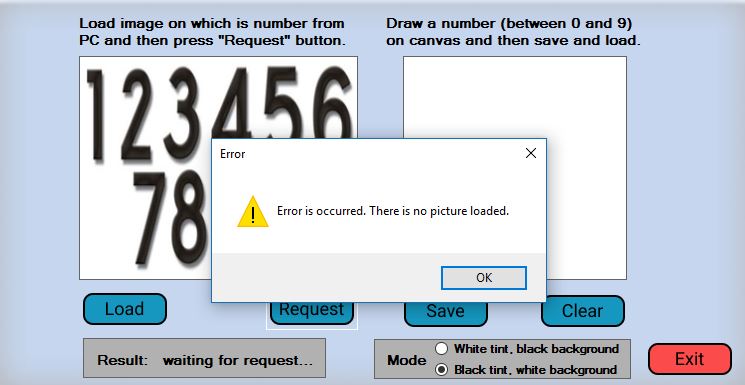 Load image on which is number from
PC and then press "Request" button.
Draw a number (between 0 and 9)
on canvas and then save and load.
123456
78
Error
Error is occurred. There is no picture loaded.
OK
Load
Request
Save
Clear
Result: waiting for request...
Mode
White tint, black background
Black tint, white background
Exit